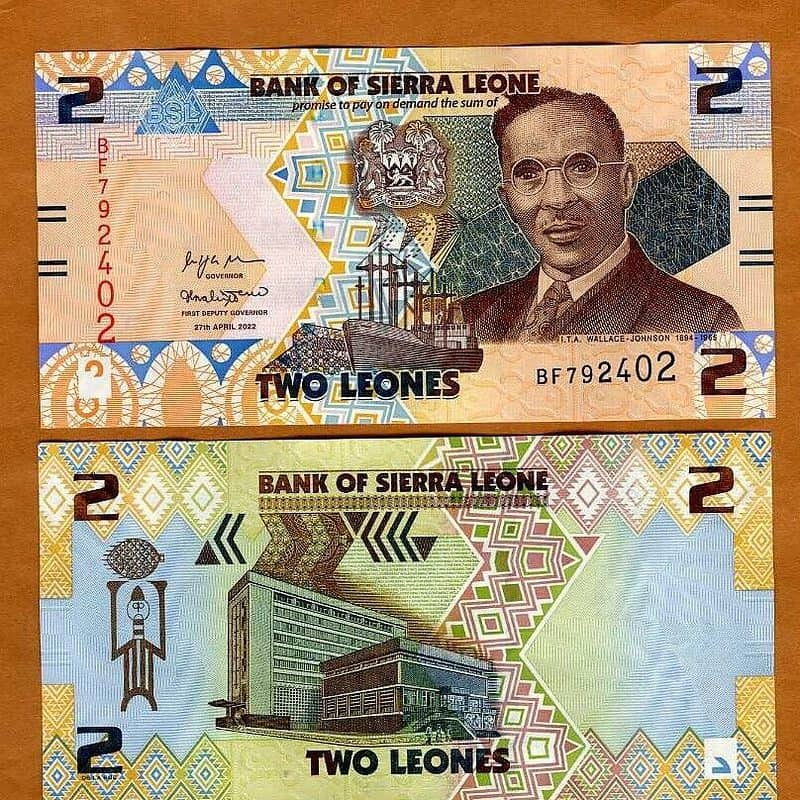 2
BANK OF SIERRA LEONE
2
promise to pay on demand the sum of
BSL
BF792402
GOVERNOR
FIRST DEPUTY GOVERNOR
27TH APRIL 2022
I.T.A. WALLACE-JOHNSON 1894-1965
TWO LEONES
BF792402
2
2
BANK OF SIERRA LEONE
2
2
TWO LEONES